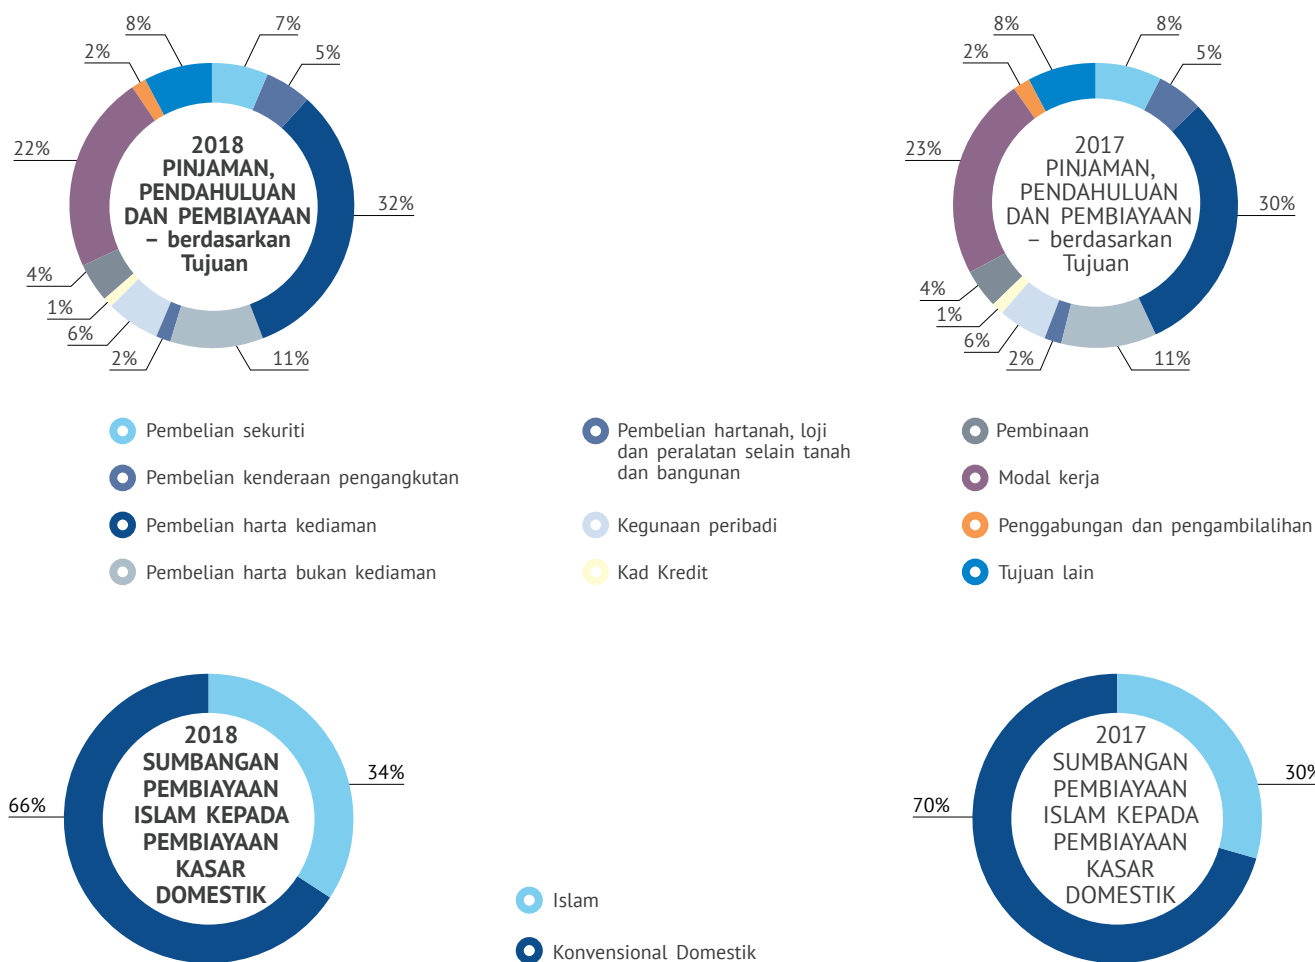 8%
7%
2%
5%
22%
32%
4%
1%
6%
2%
11%
2018
PINJAMAN,
PENDAHULUAN
DAN PEMBIAYAAN
– berdasarkan
Tujuan
8%
8%
2%
5%
23%
30%
4%
1%
6%
2%
11%
2017
PINJAMAN,
PENDAHULUAN
DAN PEMBIAYAAN
– berdasarkan
Tujuan
Pembelian sekuriti
Pembelian kenderaan pengangkutan
Pembelian harta kediaman
Pembelian harta bukan kediaman
Pembelian hartanah, loji
dan peralatan selain tanah
dan bangunan
Kegunaan peribadi
Kad Kredit
Pembinaan
Modal kerja
Penggabungan dan pengambilalihan
Tujuan lain
66%
34%
2018
SUMBANGAN
PEMBIAYAAN
ISLAM KEPADA
PEMBIAYAAN
KASAR
DOMESTIK
70%
30%
2017
SUMBANGAN
PEMBIAYAAN
ISLAM KEPADA
PEMBIAYAAN
KASAR
DOMESTIK
Islam
Konvensional Domestik